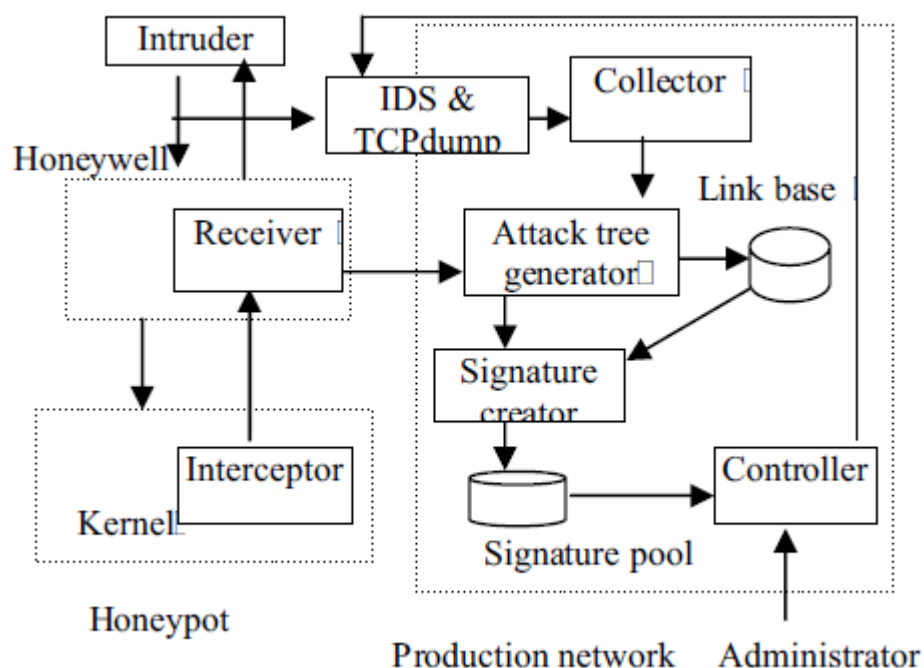 Intruder
IDS &
TCPdump
Collector
Honeywell
Link base
Receiver
Attack tree
generator
Signature
creator
Interceptor
Controller
Kernel
Signature pool
Honeypot
Production network
Administrator